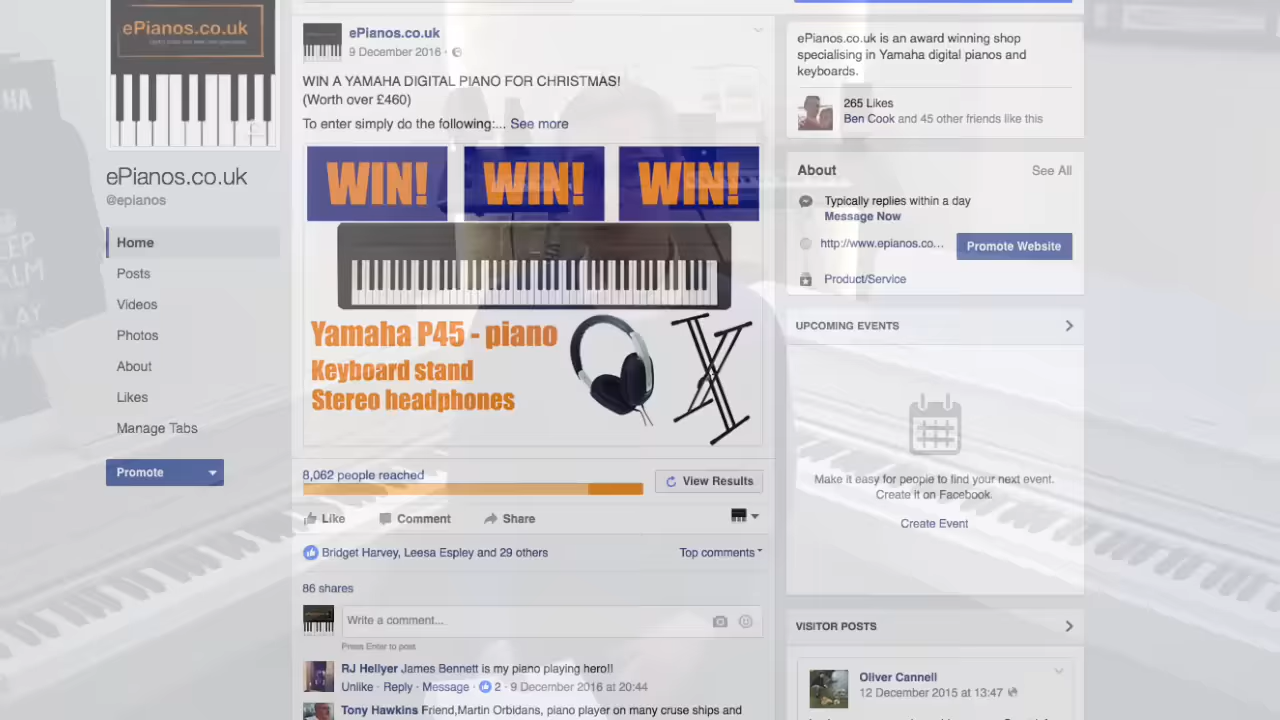 ePianos.co.uk
ePianos.co.uk
@epianos
Home
Posts
Videos
Photos
About
Likes
Manage Tabs
Promote
ePianos.co.uk
9 December 2016 ·
WIN A YAMAHA DIGITAL PIANO FOR CHRISTMAS!
(Worth over £460)
To enter simply do the following:... See more
WIN! WIN! WIN!
Yamaha P45 - piano
Keyboard stand
Stereo headphones
8,062 people reached
View Results
Like Comment Share
Bridget Harvey, Leesa Espley and 29 others
Top comments
86 shares
Write a comment...
Press Enter to post
RJ Hellyer James Bennett is my piano playing hero!!
Unlike · Reply · Message · 2 · 9 December 2016 at 20:44
Tony Hawkins Friend,Martin Orbidans, piano player on many cruse ships and
ePianos.co.uk is an award winning shop
specialising in Yamaha digital pianos and
keyboards.
265 Likes
Ben Cook and 45 other friends like this
About
See All
Typically replies within a day
Message Now
http://www.epianos.co...
Promote Website
Product/Service
UPCOMING EVENTS
Make it easy for people to find your next event.
Create it on Facebook.
Create Event
VISITOR POSTS
Oliver Cannell
12 December 2015 at 13:47